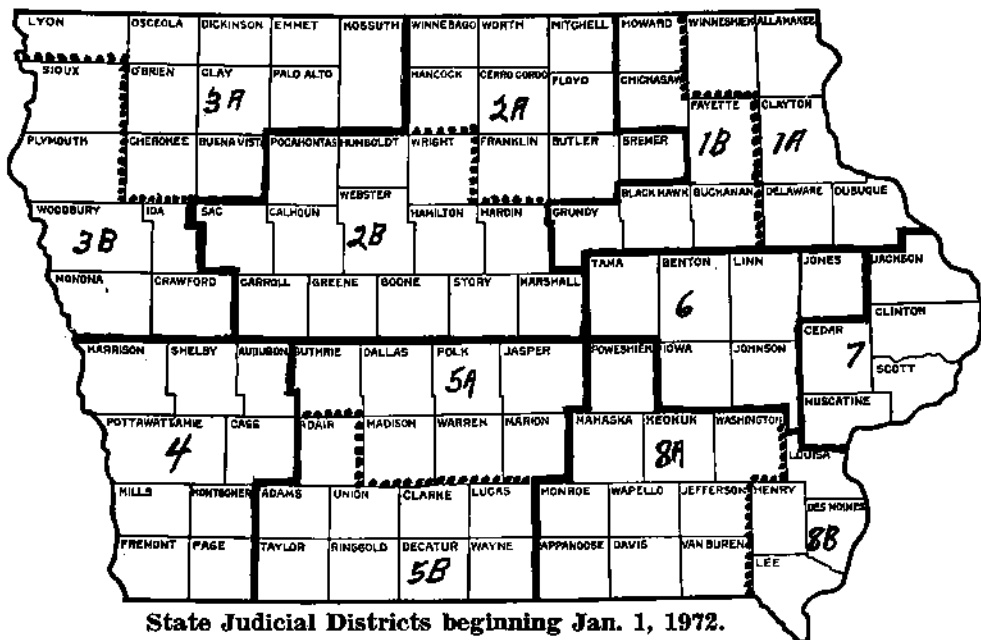 LYON OSCEOLA DICKINSON EMMET KOSSUTH WINNEBAGO WORTH MITCHELL HOWARD WINNESHIEK ALLAMAKEE
SIOUX O'BRIEN CLAY PALO ALTO HANCOCK CERRO GORDO FLOYD CHICKASAW
3A 2A FAYETTE CLAYTON
1B 1A
PLYMOUTH CHEROKEE BUENA VISTA POCAHONTAS HUMBOLDT WRIGHT FRANKLIN BUTLER BREMER
WEBSTER BLACK HAWK BUCHANAN DELAWARE DUBUQUE
WOODBURY IDA SAC CALHOUN HAMILTON HARDIN GRUNDY
3B 2B
TAMA BENTON LINN JONES JACKSON
MONONA CRAWFORD CARROLL GREENE BOONE STORY MARSHALL
6 CLINTON
CEDAR
HARRISON SHELBY AUDUBON GUTHRIE DALLAS POLK JASPER POWESHIEK IOWA JOHNSON 7
5A SCOTT
MUSCATINE
POTTAWATTAMIE CASS ADAIR MADISON WARREN MARION MAHASKA KEOKUK WASHINGTON
4 8A LOUISA
MILLS MONTGOMERY ADAMS UNION CLARKE LUCAS MONROE WAPELLO JEFFERSON HENRY
DES MOINES
FREMONT PAGE TAYLOR RINGGOLD DECATUR WAYNE APPANOOSE DAVIS VAN BUREN 8B
5B LEE
State Judicial Districts beginning Jan. 1, 1972.